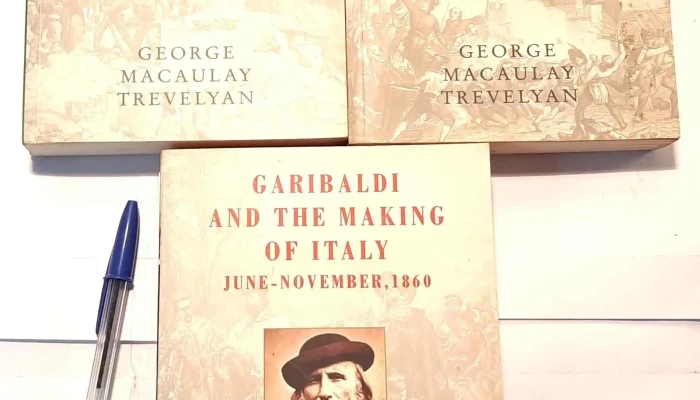 GEORGE
MACAULAY
TREVELYAN
GEORGE
MACAULAY
TREVELYAN
GARIBALDI
AND THE MAKING
OF ITALY
JUNE-NOVEMBER, 1860